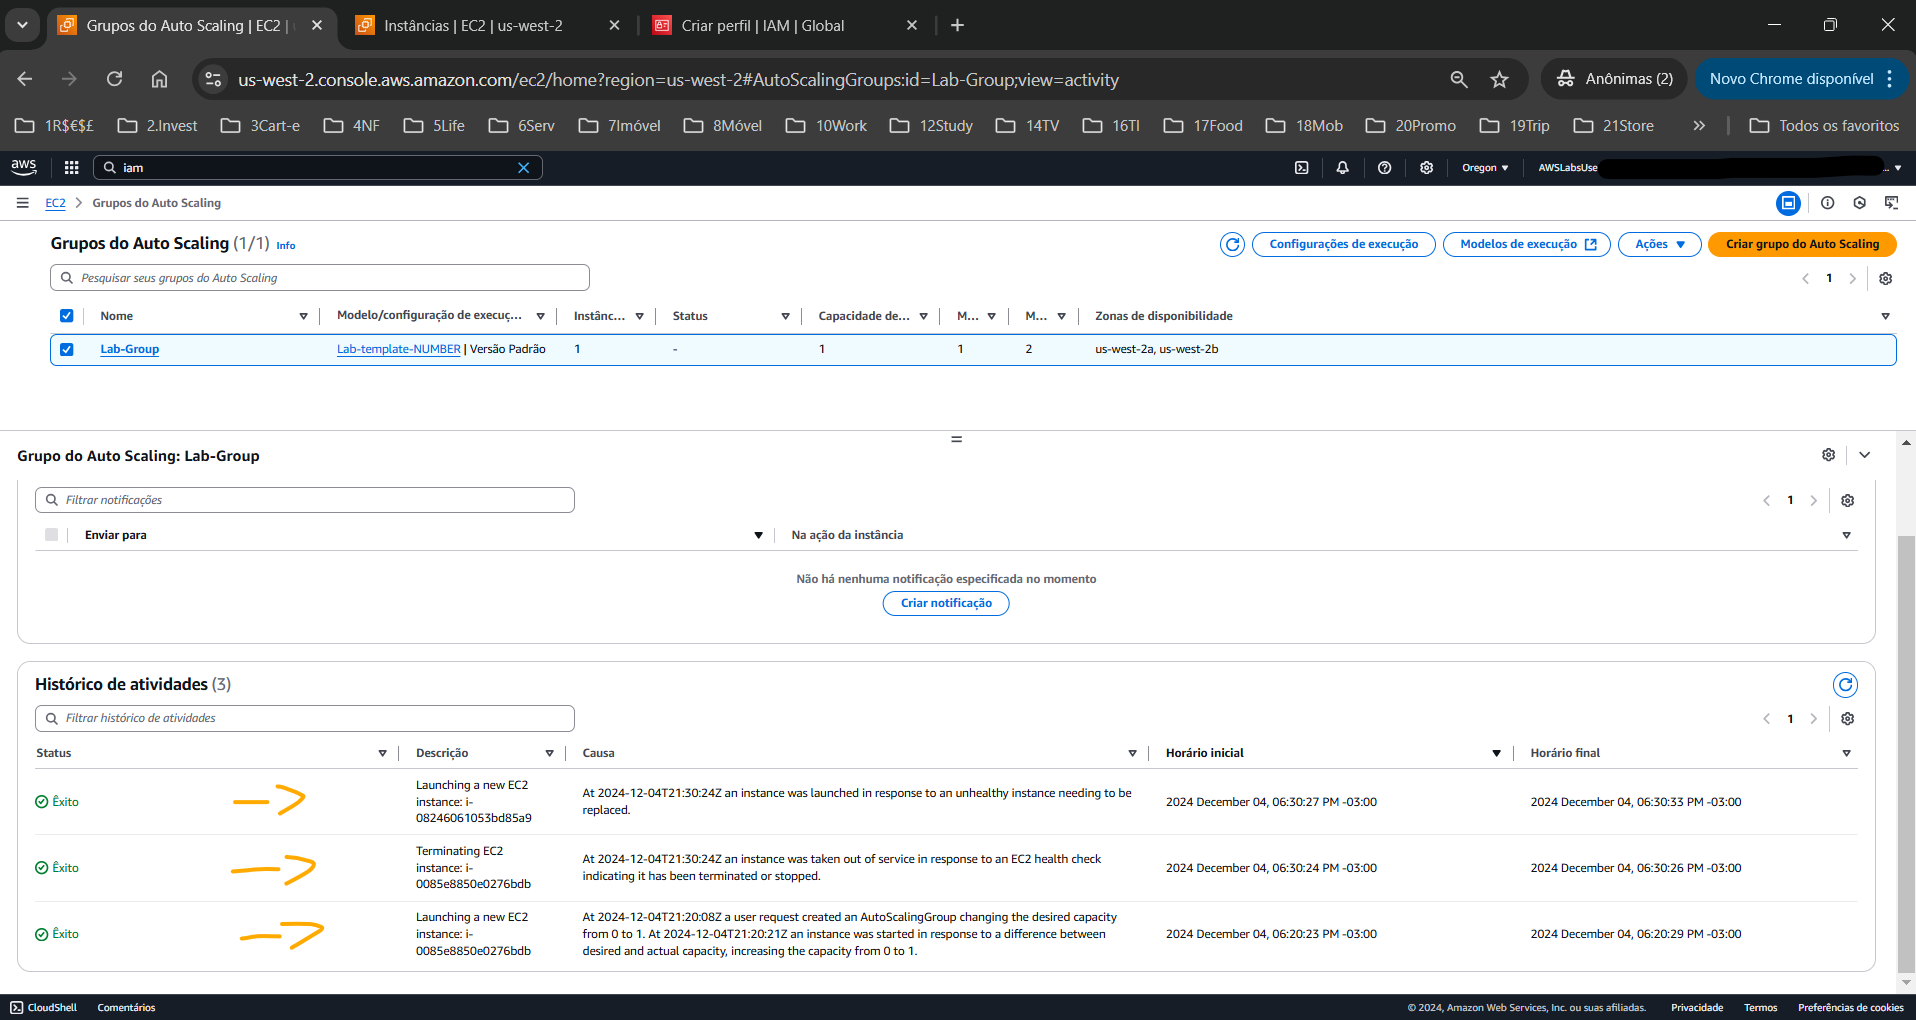 Grupos do Auto Scaling | EC2 |
Instâncias | EC2 | us-west-2
Criar perfil | IAM | Global
us-west-2.console.aws.amazon.com/ec2/home?region=us-west-2#AutoScalingGroups:id=Lab-Group;view=activity
Anônimas (2)
Novo Chrome disponível
1R$€$£
2.Invest
3Cart-e
4NF
5Life
6Serv
7Imóvel
8Móvel
10Work
12Study
14TV
16TI
17Food
18Mob
20Promo
19Trip
21Store
Todos os favoritos
aws
iam
Oregon
AWSLabsUse
...
EC2
Grupos do Auto Scaling
Grupos do Auto Scaling (1/1) Info
Configurações de execução
Modelos de execução
Ações
Criar grupo do Auto Scaling
Pesquisar seus grupos do Auto Scaling
1
Nome
Modelo/configuração de execuç...
Instânc...
Status
Capacidade de...
M...
M...
Zonas de disponibilidade
Lab-Group
Lab-template-NUMBER | Versão Padrão
1
-
1
1
2
us-west-2a, us-west-2b
Grupo do Auto Scaling: Lab-Group
Filtrar notificações
1
Enviar para
Na ação da instância
Não há nenhuma notificação especificada no momento
Criar notificação
Histórico de atividades (3)
Filtrar histórico de atividades
1
Status
Descrição
Causa
Horário inicial
Horário final
Êxito
Launching a new EC2
instance: i-
08246061053bd85a9
At 2024-12-04T21:30:24Z an instance was launched in response to an unhealthy instance needing to be
replaced.
2024 December 04, 06:30:27 PM -03:00
2024 December 04, 06:30:33 PM -03:00
Êxito
Terminating EC2
instance: i-
0085e8850e0276bdb
At 2024-12-04T21:30:24Z an instance was taken out of service in response to an EC2 health check
indicating it has been terminated or stopped.
2024 December 04, 06:30:24 PM -03:00
2024 December 04, 06:30:26 PM -03:00
Êxito
Launching a new EC2
instance: i-
0085e8850e0276bdb
At 2024-12-04T21:20:08Z a user request created an AutoScalingGroup changing the desired capacity
from 0 to 1. At 2024-12-04T21:20:21Z an instance was started in response to a difference between
desired and actual capacity, increasing the capacity from 0 to 1.
2024 December 04, 06:20:23 PM -03:00
2024 December 04, 06:20:29 PM -03:00
CloudShell
Comentários
© 2024, Amazon Web Services, Inc. ou suas afiliadas.
Privacidade
Termos
Preferências de cookies